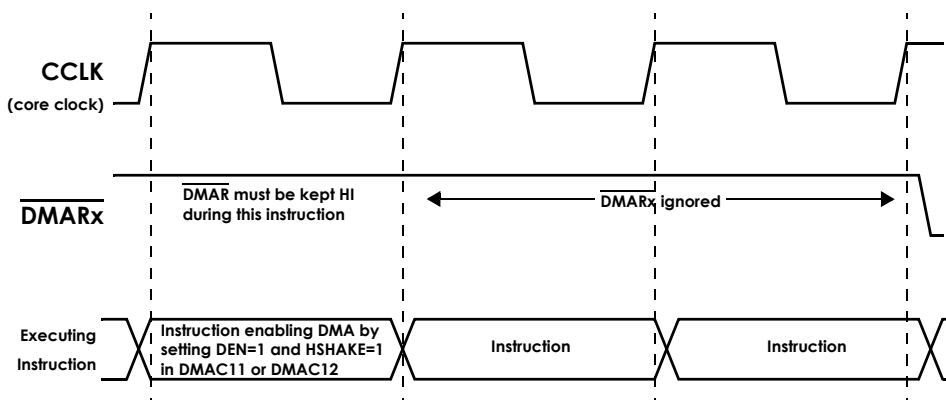 CCLK
(core clock)
DMAR must be kept HI
during this instruction
DMARx ignored
DMARx
Executing
Instruction
Instruction enabling DMA by
setting DEN=1 and HSHAKE=1
in DMAC11 or DMAC12
Instruction
Instruction